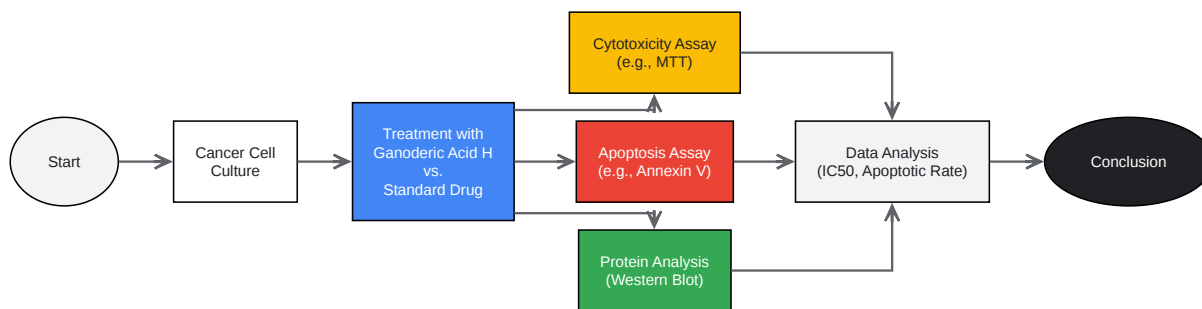 Start
Cancer Cell
Culture
Treatment with
Ganoderic Acid H
vs.
Standard Drug
Cytotoxicity Assay
(e.g., MTT)
Apoptosis Assay
(e.g., Annexin V)
Protein Analysis
(Western Blot)
Data Analysis
(IC50, Apoptotic Rate)
Conclusion